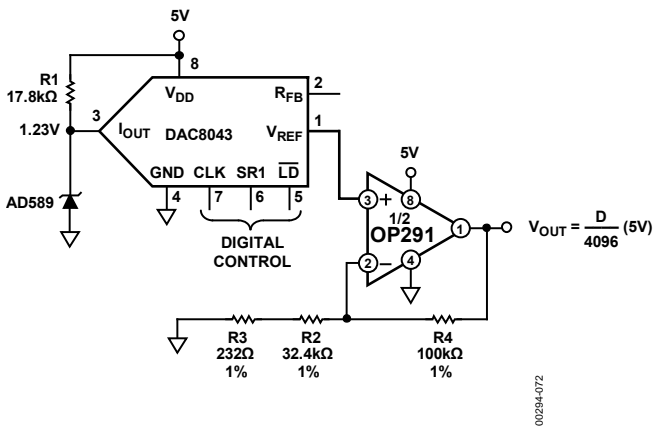 5V
8
R1
17.8kΩ
VDD
RFB
2
3
1.23V
IOUT
DAC8043
VREF
1
GND CLK SR1 LD
4
7
6
5
AD589
DIGITAL
CONTROL
5V
3
+
8
1/2
OP291
1
2
−
4
VOUT = D/4096 (5V)
R3
232Ω
1%
R2
32.4kΩ
1%
R4
100kΩ
1%
00294-072